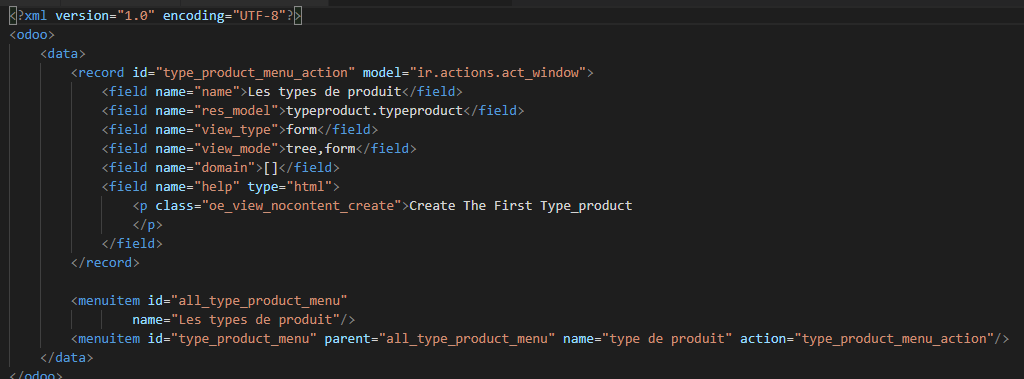 <?xml version="1.0" encoding="UTF-8"?>
<odoo>
<data>
<record id="type_product_menu_action" model="ir.actions.act_window">
<field name="name">Les types de produit</field>
<field name="res_model">typeproduct.typeproduct</field>
<field name="view_type">form</field>
<field name="view_mode">tree,form</field>
<field name="domain">[]</field>
<field name="help" type="html">
<p class="oe_view_nocontent_create">Create The First Type_product
</p>
</field>
</record>
<menuitem id="all_type_product_menu"
name="Les types de produit"/>
<menuitem id="type_product_menu" parent="all_type_product_menu" name="type de produit" action="type_product_menu_action"/>
</data>
</odoo>